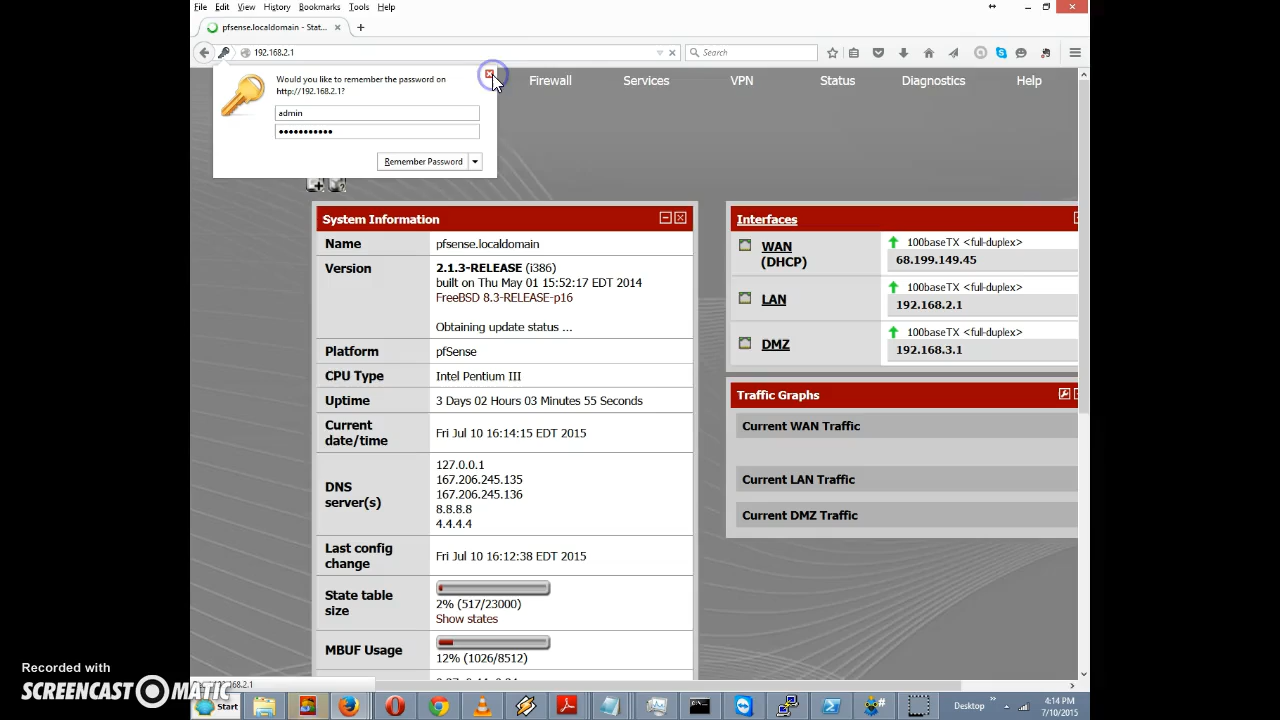 File Edit View History Bookmarks Tools Help
pfsense.localdomain - Stat...
192.168.2.1
Search
Would you like to remember the password on
http://192.168.2.1?
admin
Remember Password
Firewall Services VPN Status Diagnostics Help
System Information
Name pfsense.localdomain
Version 2.1.3-RELEASE (i386)
built on Thu May 01 15:52:17 EDT 2014
FreeBSD 8.3-RELEASE-p16
Obtaining update status ...
Platform pfSense
CPU Type Intel Pentium III
Uptime 3 Days 02 Hours 03 Minutes 55 Seconds
Current
date/time
Fri Jul 10 16:14:15 EDT 2015
DNS
server(s)
127.0.0.1
167.206.245.135
167.206.245.136
8.8.8.8
4.4.4.4
Last config
change
Fri Jul 10 16:12:38 EDT 2015
State table
size
2% (517/23000)
Show states
MBUF Usage
12% (1026/8512)
Interfaces
WAN
(DHCP)
100baseTX <full-duplex>
68.199.149.45
LAN
100baseTX <full-duplex>
192.168.2.1
DMZ
100baseTX <full-duplex>
192.168.3.1
Traffic Graphs
Current WAN Traffic
Current LAN Traffic
Current DMZ Traffic
192.168.2.1
Start
Desktop
4:14 PM
7/10/2015
Recorded with
SCREENCAST MATIC